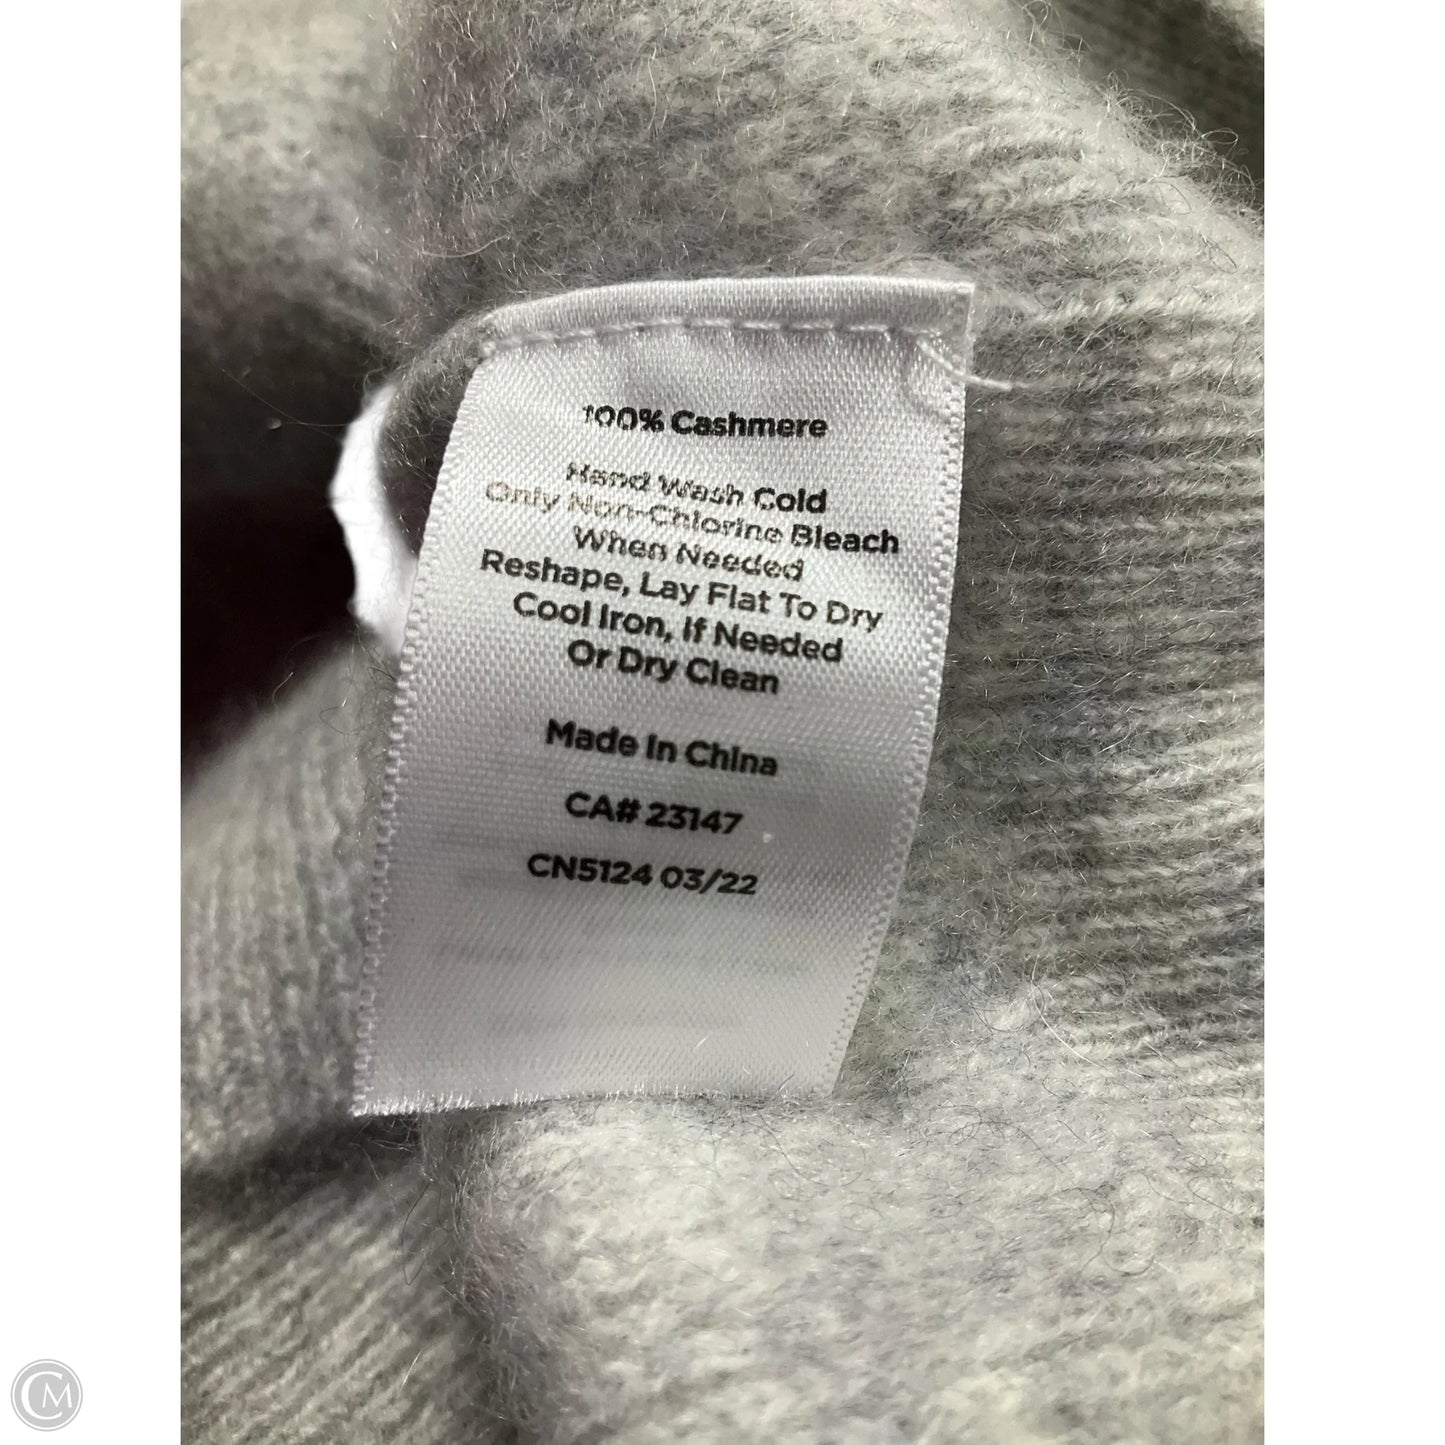 100% Cashmere
Hand Wash Cold
Only Non-Chlorine Bleach
When Needed
Reshape, Lay Flat To Dry
Cool Iron, If Needed
Or Dry Clean
Made In China
CA# 23147
CN5124 03/22
CM